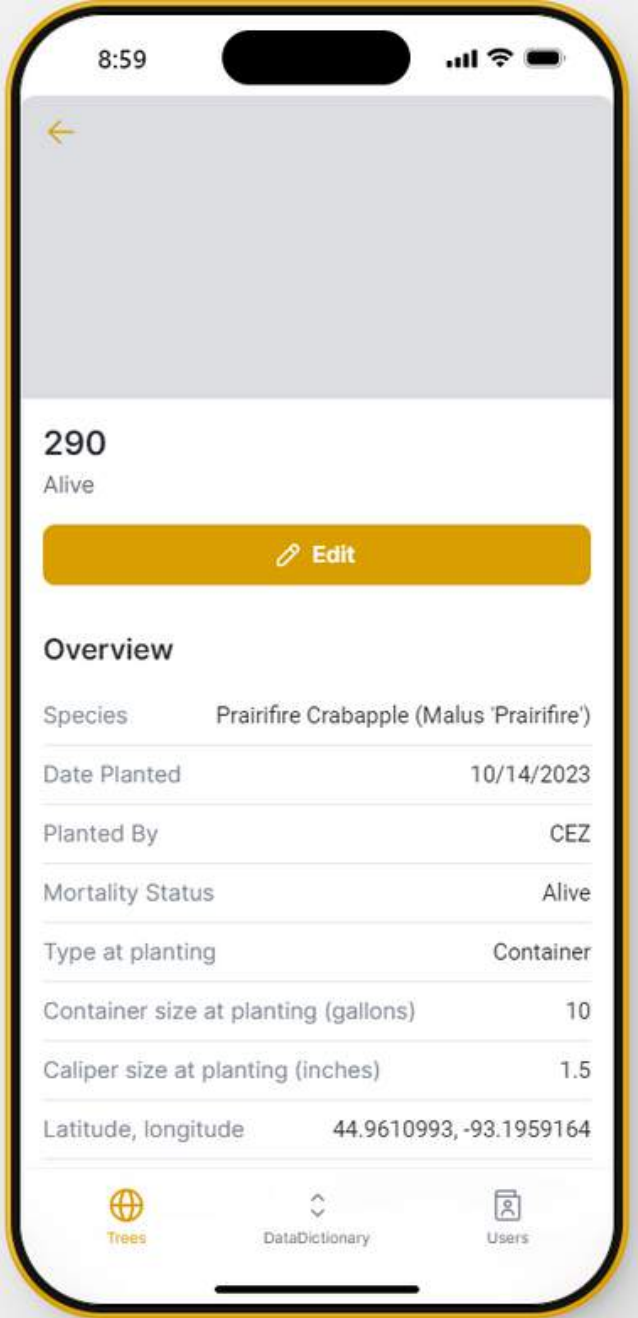 8:59
290
Alive
Edit
Overview
Species Prairifire Crabapple (Malus 'Prairifire')
Date Planted 10/14/2023
Planted By CEZ
Mortality Status Alive
Type at planting Container
Container size at planting (gallons) 10
Caliper size at planting (inches) 1.5
Latitude, longitude 44.9610993, -93.1959164
Trees DataDictionary Users